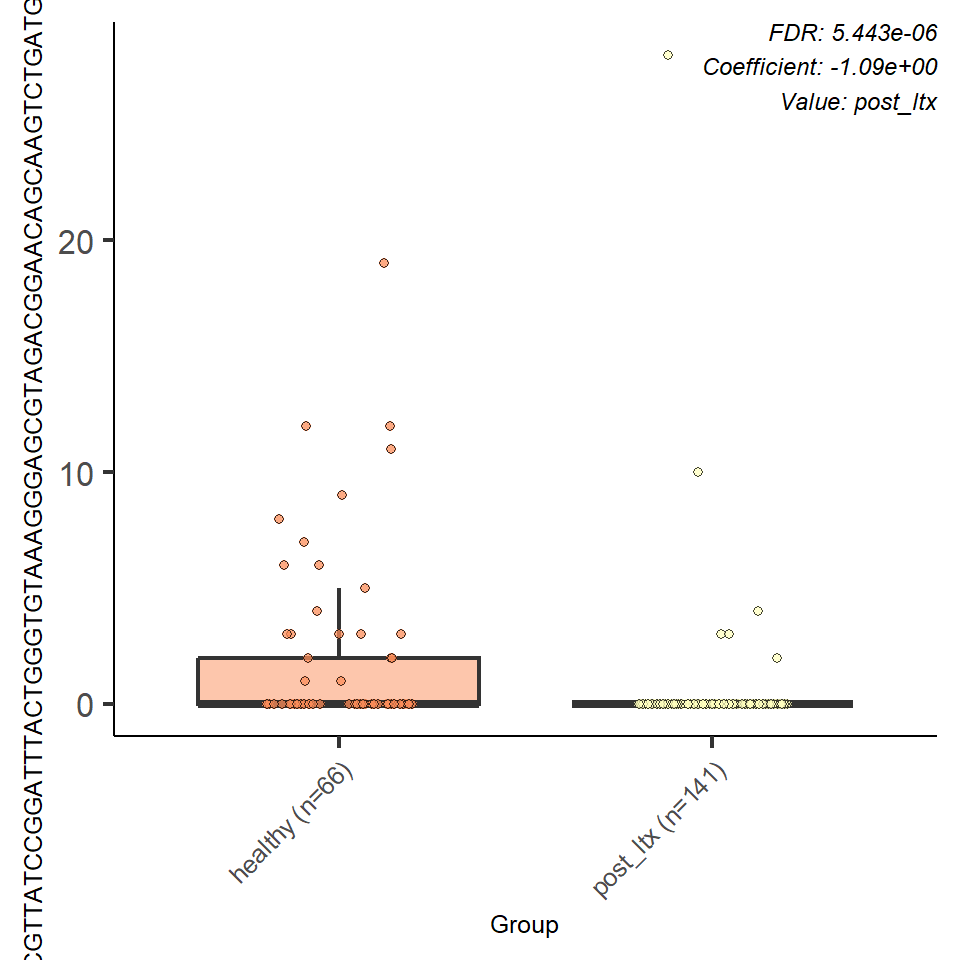 CGTTATCCGGATTTACTGGGTGTAAAGGGAGCGTAGACGGAACAGCAAGTCTGATG
FDR: 5.443e-06
Coefficient: -1.09e+00
Value: post_ltx
20
10
0
healthy (n=66)
post_ltx (n=141)
Group